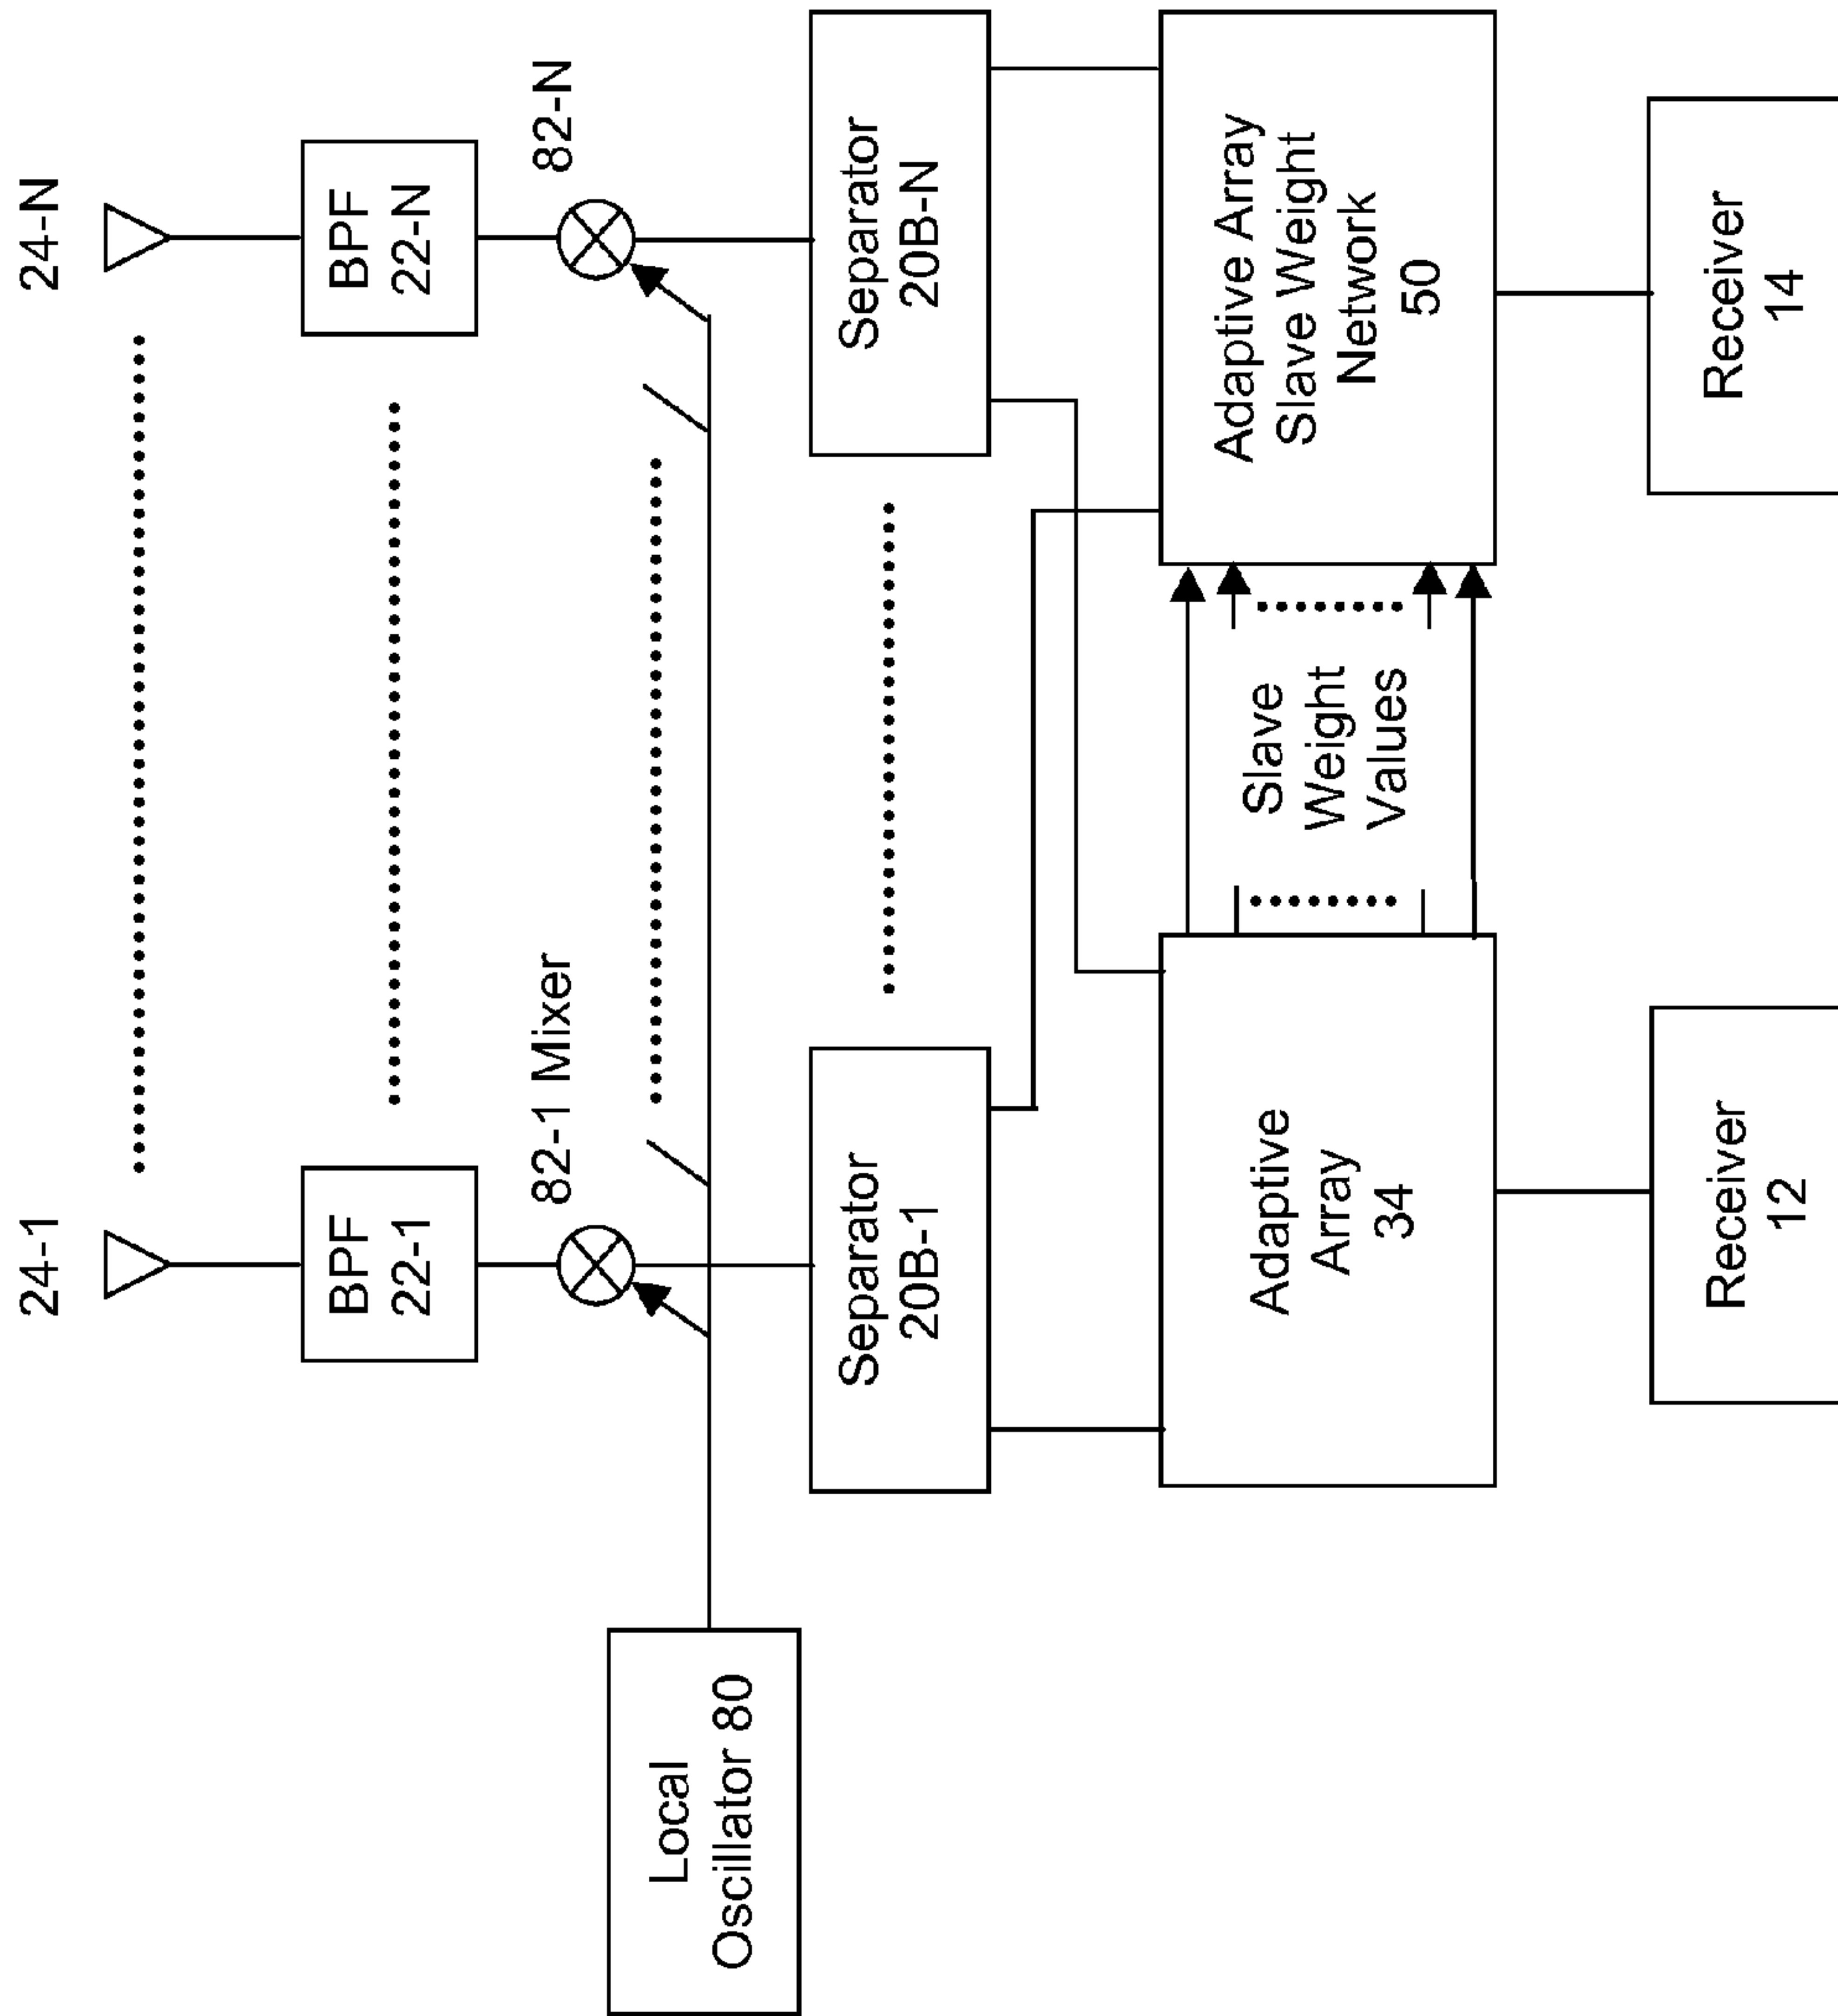 24-1
24-N
BPF
22-1
BPF
22-N
82-1 Mixer
82-N
Local
Oscillator 80
Separator
20B-1
Separator
20B-N
Adaptive
Array
34
Slave
Weight
Values
Adaptive Array
Slave Weight
Network
50
Receiver
12
Receiver
14